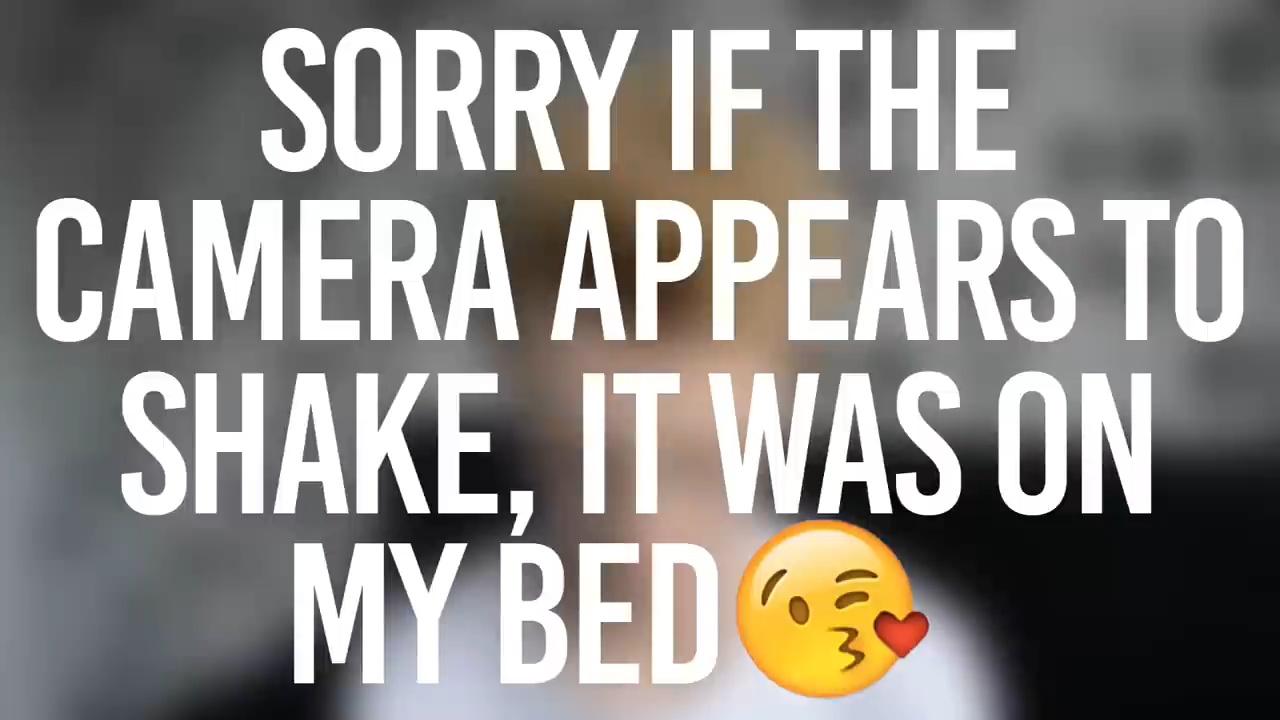 SORRY IF THE
CAMERA APPEARS TO
SHAKE, IT WAS ON
MY BED😘